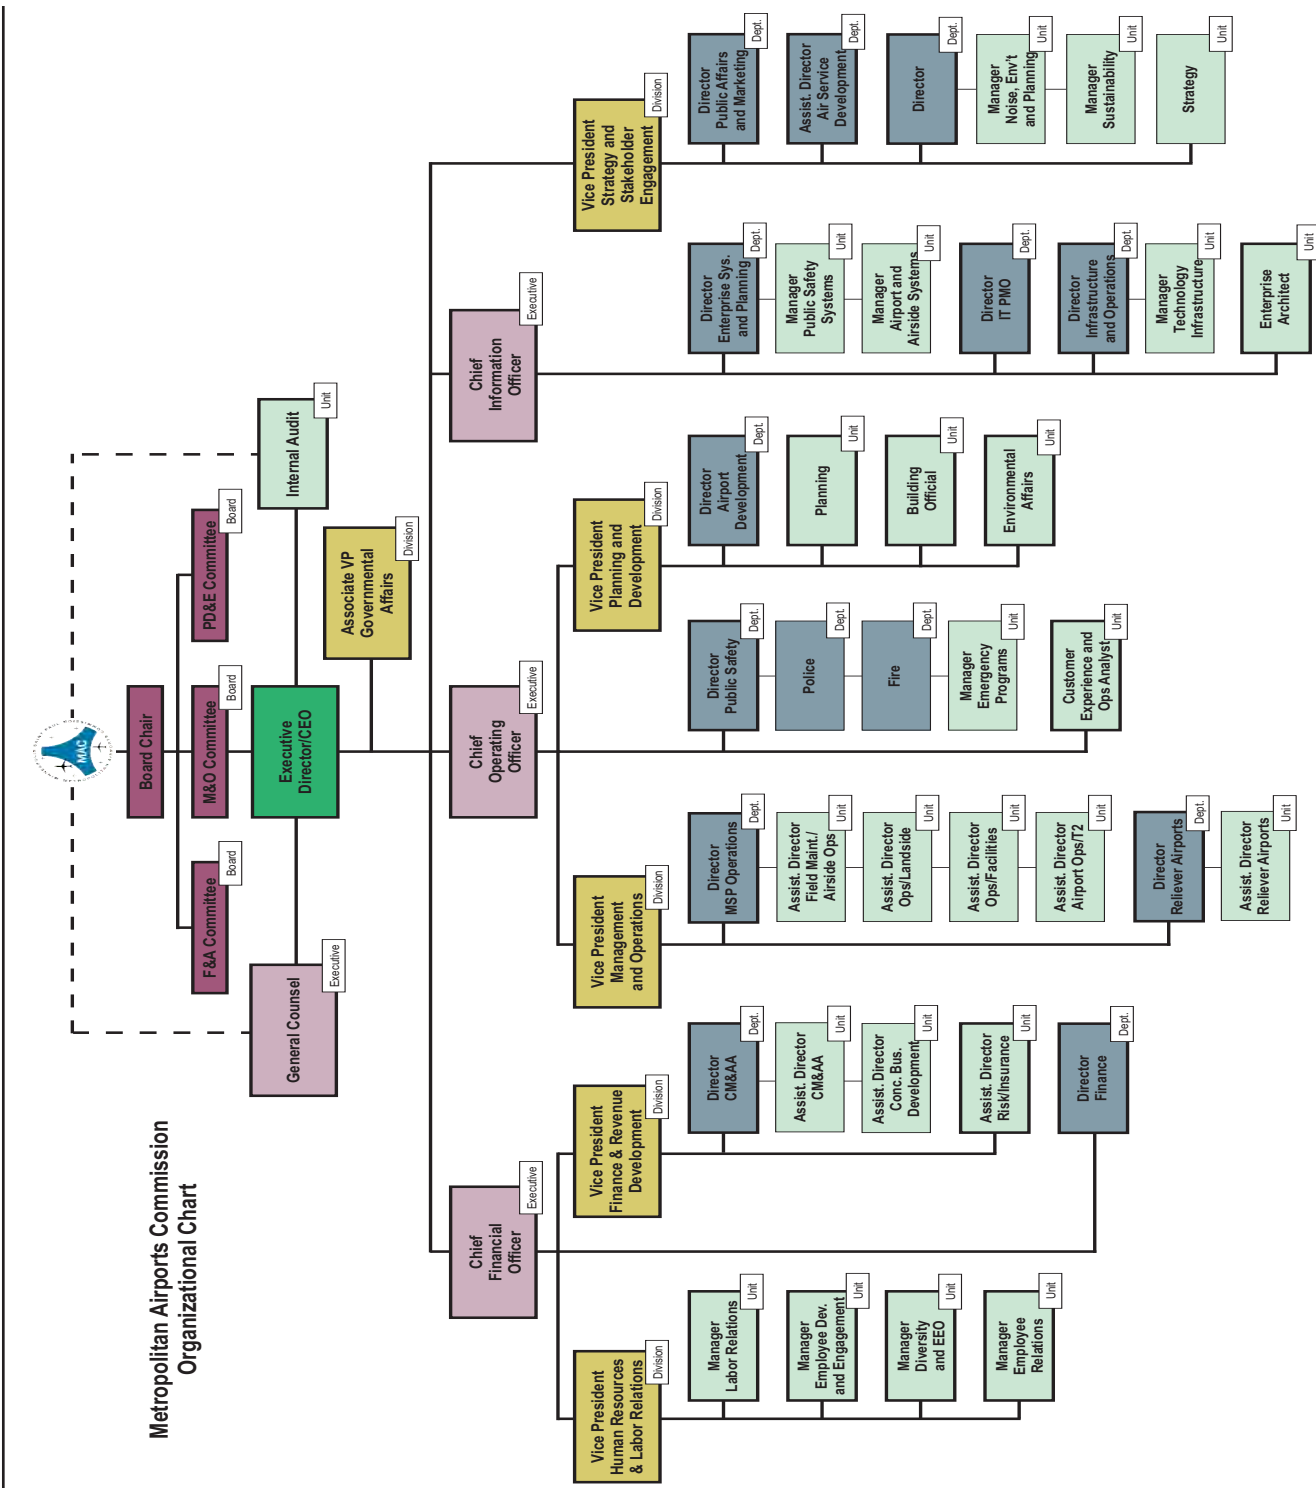 Metropolitan Airports Commission
Organizational Chart
MAC
Board Chair
F&A Committee
Board
M&O Committee
Board
PD&E Committee
Board
General Counsel
Executive
Executive
Director/CEO
Internal Audit
Unit
Associate VP
Governmental
Affairs
Division
Chief
Financial
Officer
Executive
Chief
Operating
Officer
Executive
Chief
Information
Officer
Executive
Vice President
Human Resources
& Labor Relations
Division
Vice President
Finance & Revenue
Development
Division
Vice President
Management
and Operations
Division
Vice President
Planning and
Development
Division
Vice President
Strategy and
Stakeholder
Engagement
Division
Manager
Labor Relations
Unit
Manager
Employee Dev.
and Engagement
Unit
Manager
Diversity
and EEO
Unit
Manager
Employee
Relations
Unit
Director
CM&AA
Dept.
Assist. Director
CM&AA
Unit
Assist. Director
Conc. Bus.
Development
Unit
Assist. Director
Risk/Insurance
Unit
Director
Finance
Dept.
Director
MSP Operations
Dept.
Assist. Director
Field Maint./
Airside Ops
Unit
Assist. Director
Ops/Landside
Unit
Assist. Director
Ops/Facilities
Unit
Assist. Director
Airport Ops/T2
Unit
Director
Reliever Airports
Dept.
Assist. Director
Reliever Airports
Unit
Director
Public Safety
Dept.
Police
Dept.
Fire
Dept.
Manager
Emergency
Programs
Unit
Customer
Experience and
Ops Analyst
Unit
Director
Airport
Development
Dept.
Planning
Unit
Building
Official
Unit
Environmental
Affairs
Unit
Director
Enterprise Sys.
and Planning
Dept.
Manager
Public Safety
Systems
Unit
Manager
Airport and
Airside Systems
Unit
Director
IT PMO
Dept.
Director
Infrastructure
and Operations
Dept.
Manager
Technology
Infrastructure
Unit
Enterprise
Architect
Unit
Director
Public Affairs
and Marketing
Dept.
Assist. Director
Air Service
Development
Dept.
Director
Dept.
Manager
Noise, Env't
and Planning
Unit
Manager
Sustainability
Unit
Strategy
Unit